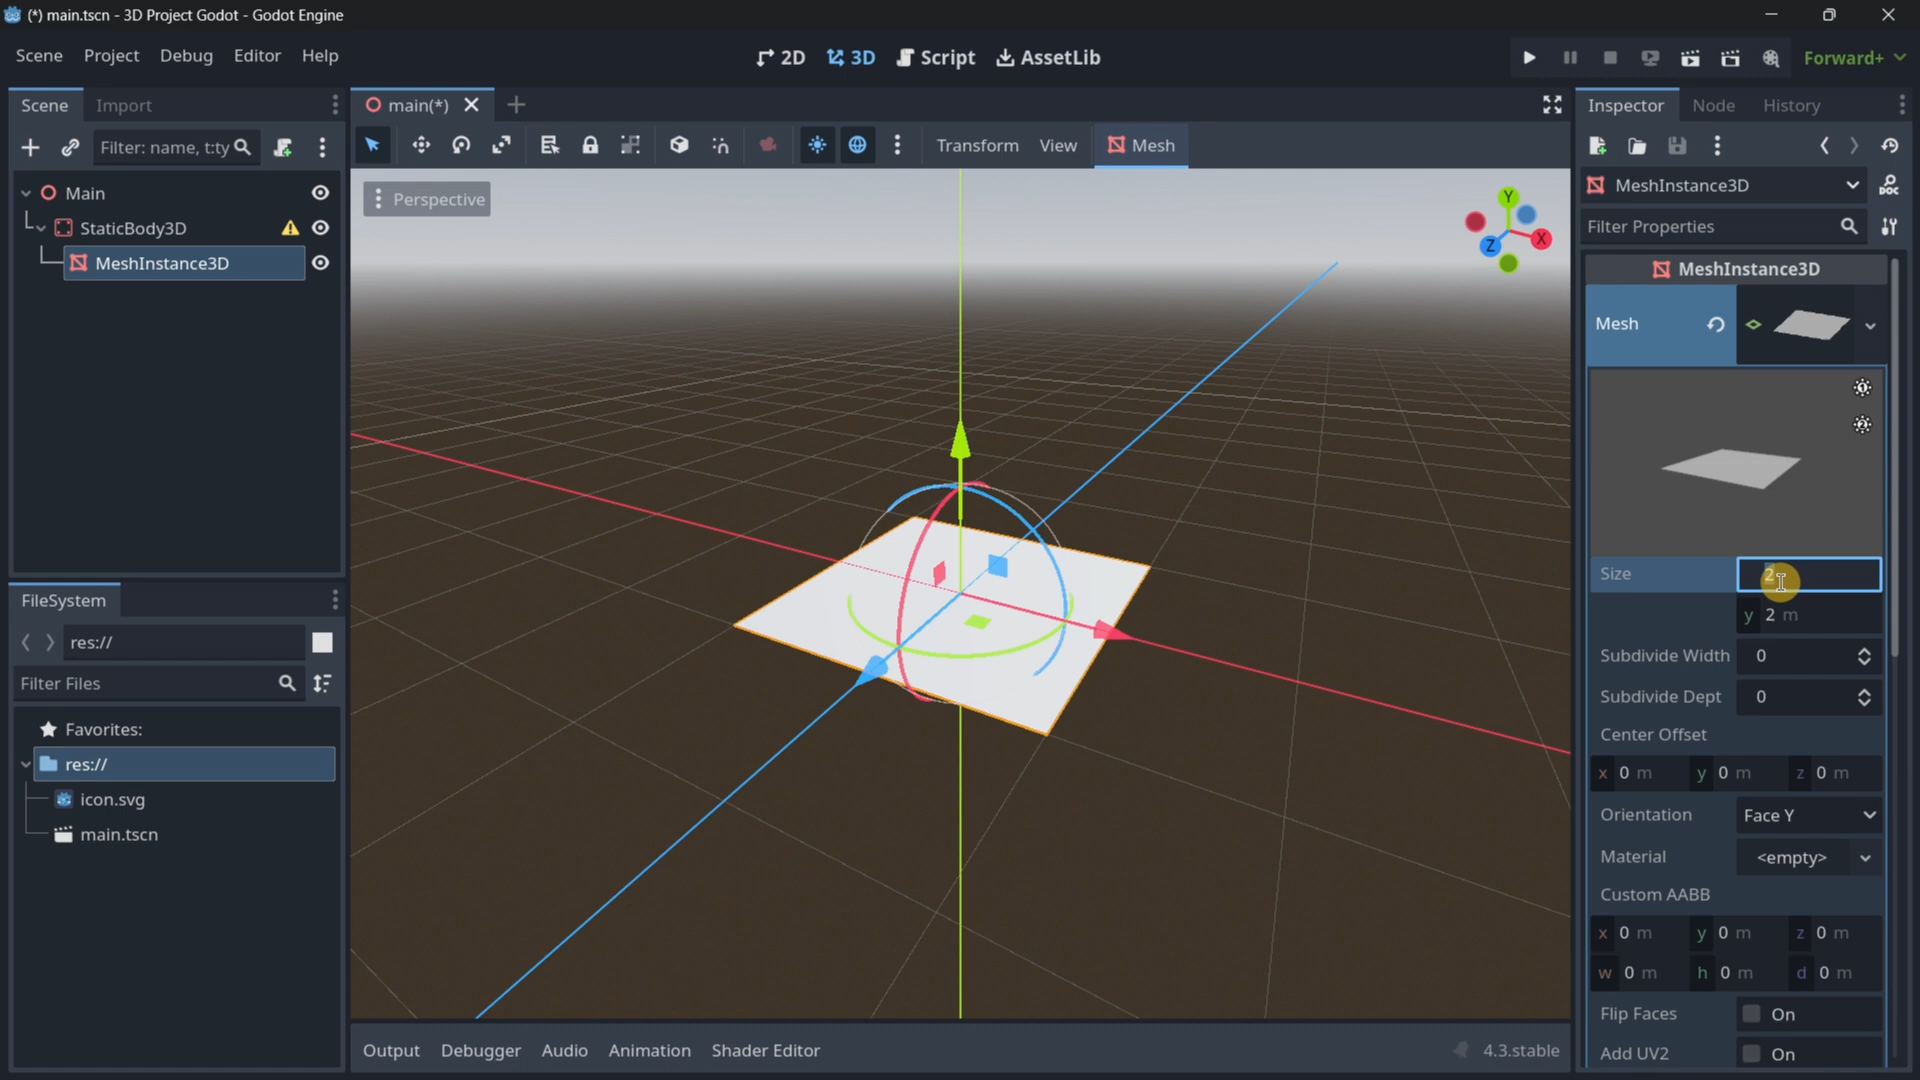 (*) main.tscn - 3D Project Godot - Godot Engine
Scene Project Debug Editor Help
2D 3D Script AssetLib
Forward+
Scene Import
Filter: name, t:ty
Main
StaticBody3D
MeshInstance3D
FileSystem
res://
Filter Files
Favorites:
res://
icon.svg
main.tscn
main(*)
Transform View Mesh
Perspective
Y
X
Z
Output Debugger Audio Animation Shader Editor
4.3.stable
Inspector Node History
MeshInstance3D
DOC
Filter Properties
MeshInstance3D
Mesh
1
2
Size 2
y 2 m
Subdivide Width 0
Subdivide Dept 0
Center Offset
x 0 m y 0 m z 0 m
Orientation Face Y
Material <empty>
Custom AABB
x 0 m y 0 m z 0 m
w 0 m h 0 m d 0 m
Flip Faces On
Add UV2 On